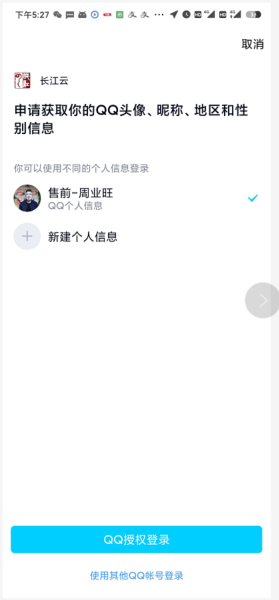 下午5:27
取消
长江云
申请获取你的QQ头像、昵称、地区和性
别信息
你可以使用不同的个人信息登录
售前-周业旺
QQ个人信息
新建个人信息
QQ授权登录
使用其他QQ帐号登录